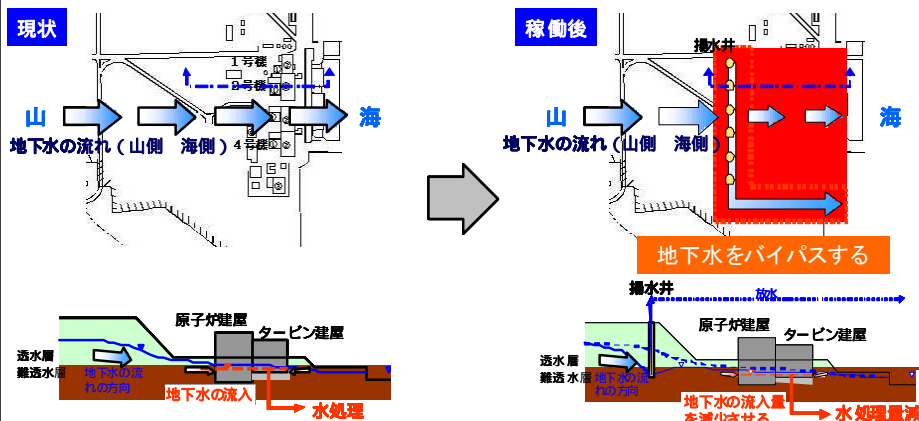 現状
1号機
2号機
山
海
地下水の流れ（山側　海側）
4号機
原子炉建屋
タービン建屋
透水層
難透水層
地下水の流
れの方向
地下水の流入
水処理
稼働後
揚水井
山
海
地下水の流れ（山側　海側）
地下水をバイパスする
揚水井
放水
原子炉建屋
タービン建屋
透水層
難透水層
地下水の流
れの方向
地下水の流入量
を減少させる
水処理量減